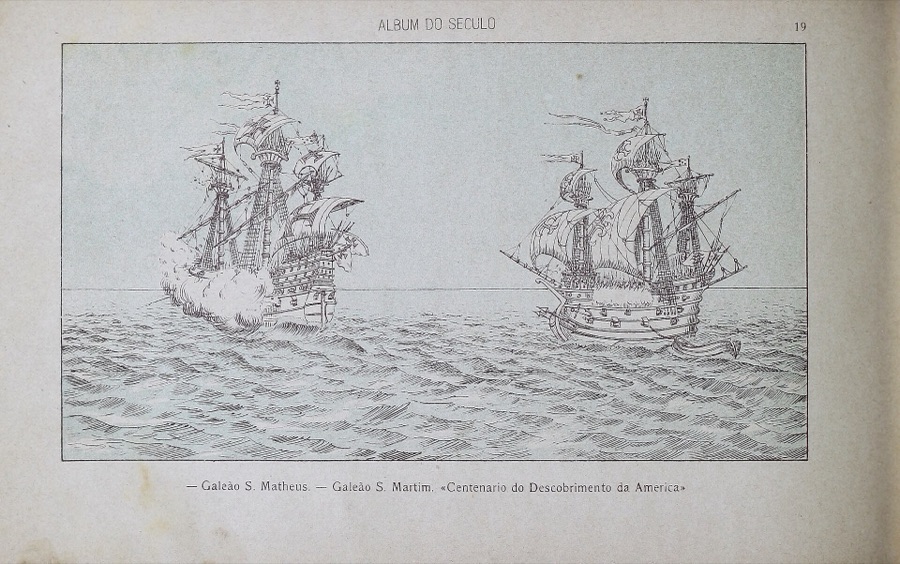 ALBUM DO SECULO
19
— Galeão S. Matheus. — Galeão S. Martim. «Centenario do Descobrimento da America»